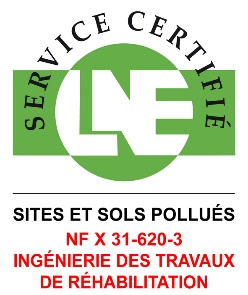 SERVICE CERTIFIÉ
LNE
SITES ET SOLS POLLUÉS
NF X 31-620-3
INGÉNIERIE DES TRAVAUX
DE RÉHABILITATION